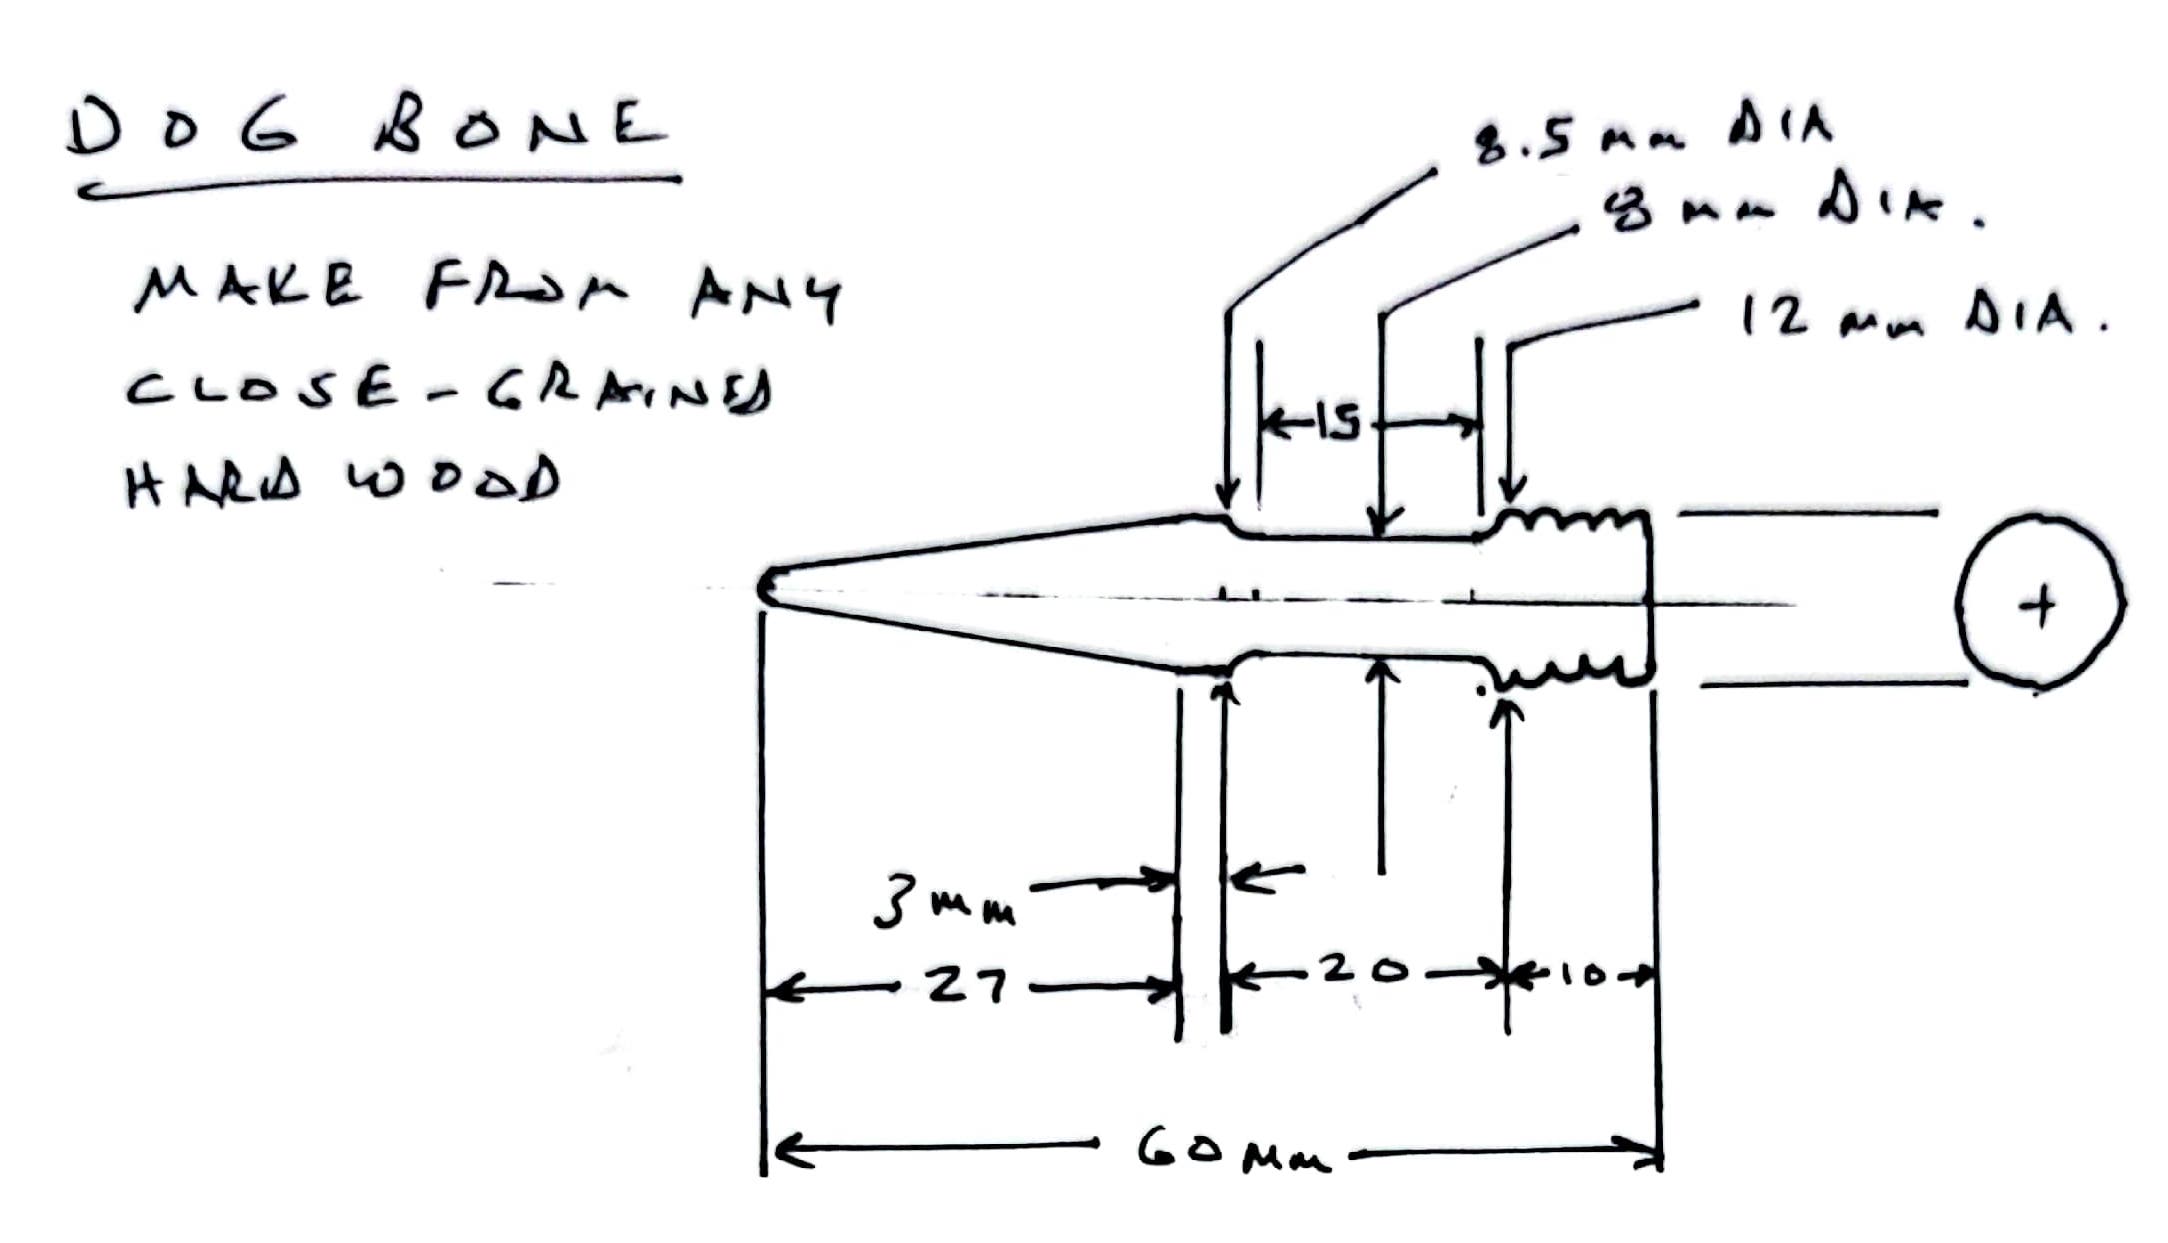 DOG BONE
MAKE FROM ANY
CLOSE-GRAINED
HARD WOOD
8.5 mm DIA
8 mm DIA.
12 mm DIA.
15
3 mm
27
20
10
60 mm